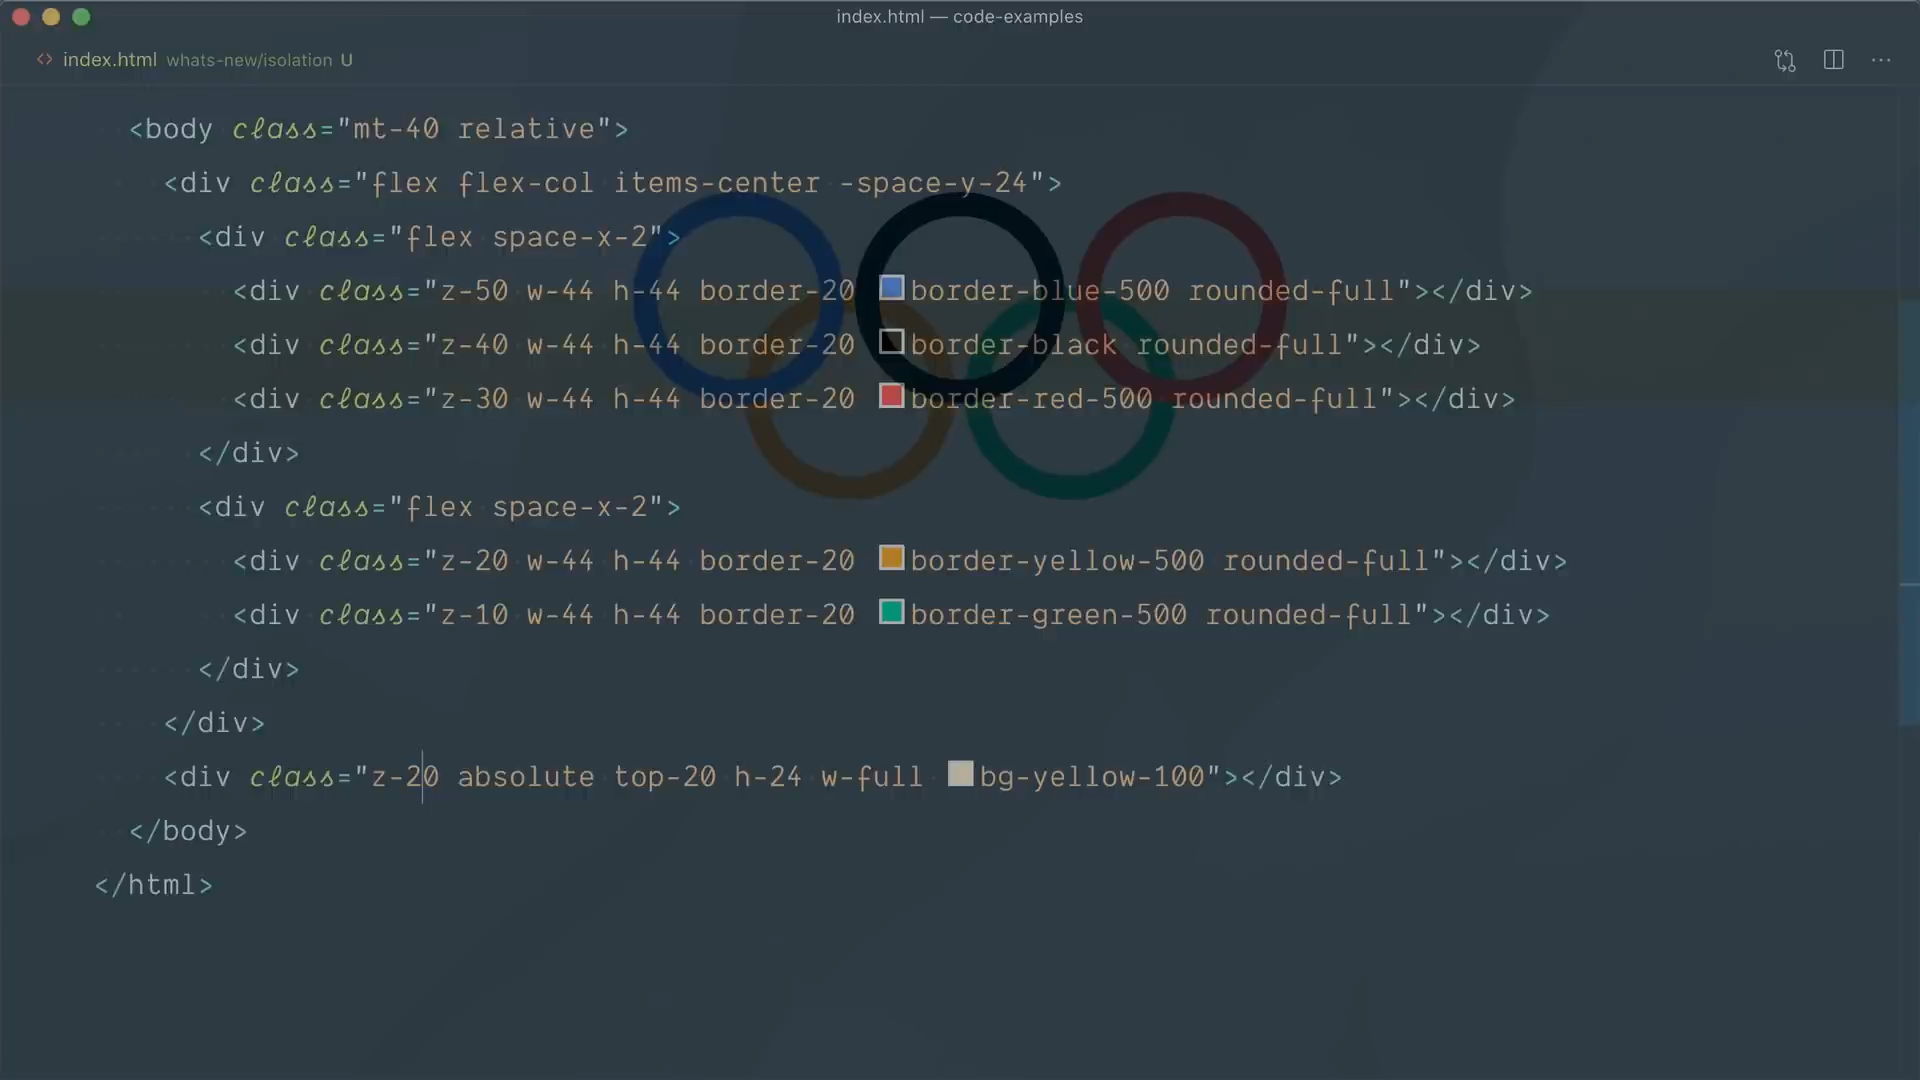 index.html — code-examples
index.html whats-new/isolation U
<body class="mt-40 relative">
<div class="flex flex-col items-center -space-y-24">
<div class="flex space-x-2">
<div class="z-50 w-44 h-44 border-20 border-blue-500 rounded-full"></div>
<div class="z-40 w-44 h-44 border-20 border-black rounded-full"></div>
<div class="z-30 w-44 h-44 border-20 border-red-500 rounded-full"></div>
</div>
<div class="flex space-x-2">
<div class="z-20 w-44 h-44 border-20 border-yellow-500 rounded-full"></div>
<div class="z-10 w-44 h-44 border-20 border-green-500 rounded-full"></div>
</div>
</div>
<div class="z-20 absolute top-20 h-24 w-full bg-yellow-100"></div>
</body>
</html>